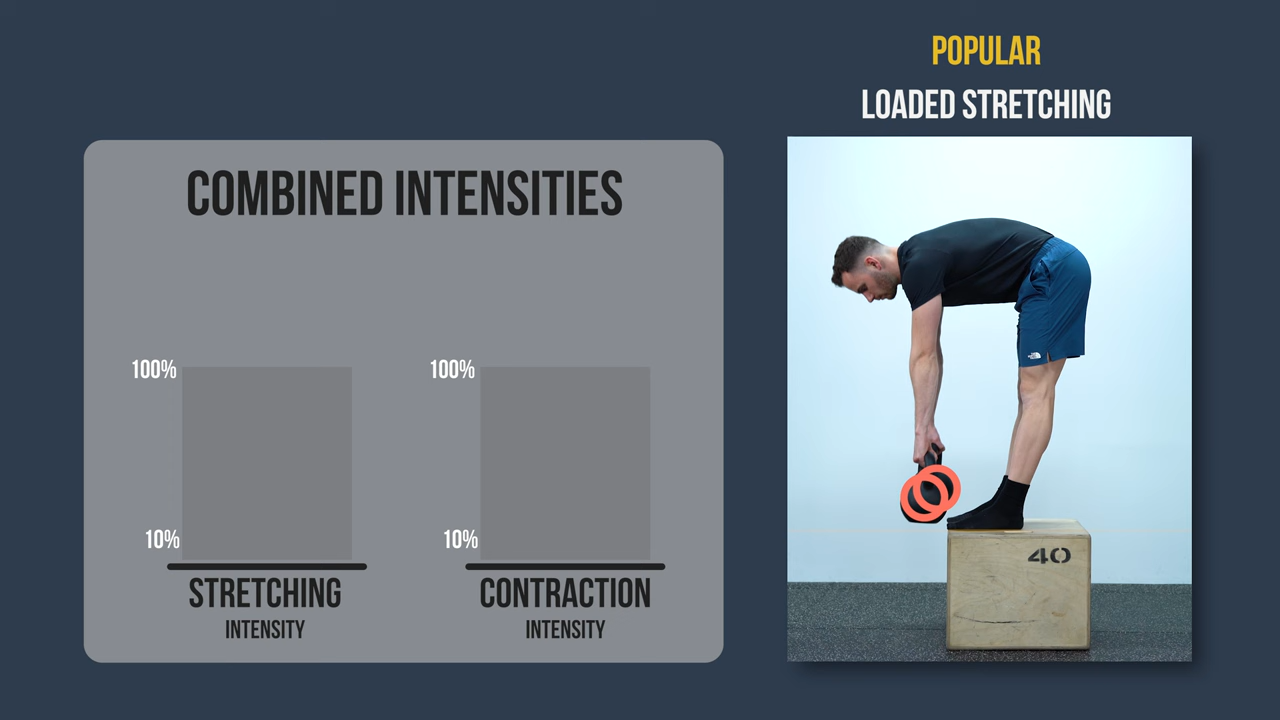 POPULAR
LOADED STRETCHING
COMBINED INTENSITIES
100%
100%
10%
10%
STRETCHING
CONTRACTION
INTENSITY
INTENSITY
40